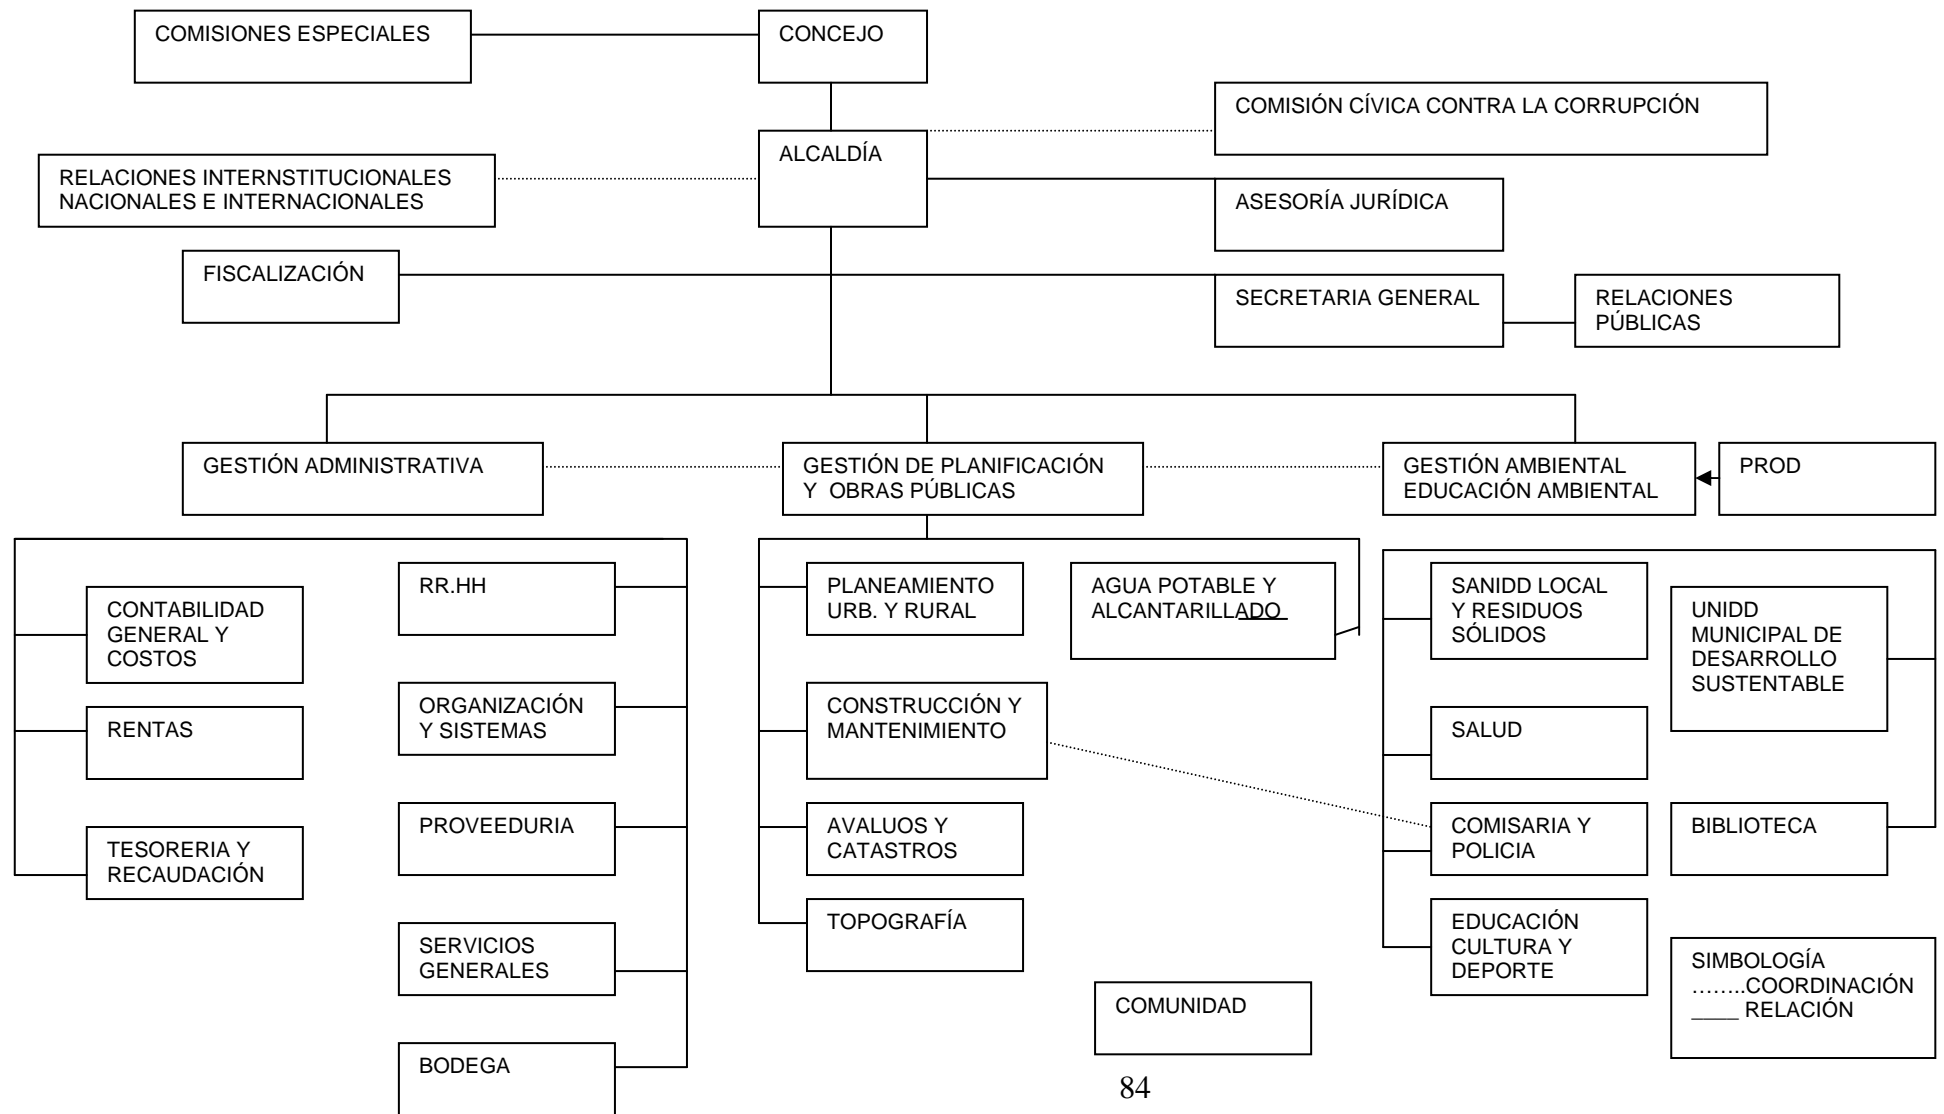 COMISIONES ESPECIALES
CONCEJO
COMISIÓN CÍVICA CONTRA LA CORRUPCIÓN
ALCALDÍA
RELACIONES INTERNSTITUCIONALES
NACIONALES E INTERNACIONALES
ASESORÍA JURÍDICA
FISCALIZACIÓN
SECRETARIA GENERAL
RELACIONES
PÚBLICAS
GESTIÓN ADMINISTRATIVA
GESTIÓN DE PLANIFICACIÓN
Y OBRAS PÚBLICAS
GESTIÓN AMBIENTAL
EDUCACIÓN AMBIENTAL
PROD
CONTABILIDAD
GENERAL Y
COSTOS
RENTAS
TESORERIA Y
RECAUDACIÓN
RR.HH
ORGANIZACIÓN
Y SISTEMAS
PROVEEDURIA
SERVICIOS
GENERALES
BODEGA
PLANEAMIENTO
URB. Y RURAL
CONSTRUCCIÓN Y
MANTENIMIENTO
AVALUOS Y
CATASTROS
TOPOGRAFÍA
AGUA POTABLE Y
ALCANTARILLADO
COMUNIDAD
SANIDD LOCAL
Y RESIDUOS
SÓLIDOS
SALUD
COMISARIA Y
POLICIA
EDUCACIÓN
CULTURA Y
DEPORTE
UNIDD
MUNICIPAL DE
DESARROLLO
SUSTENTABLE
BIBLIOTECA
SIMBOLOGÍA
……..COORDINACIÓN
____ RELACIÓN
84